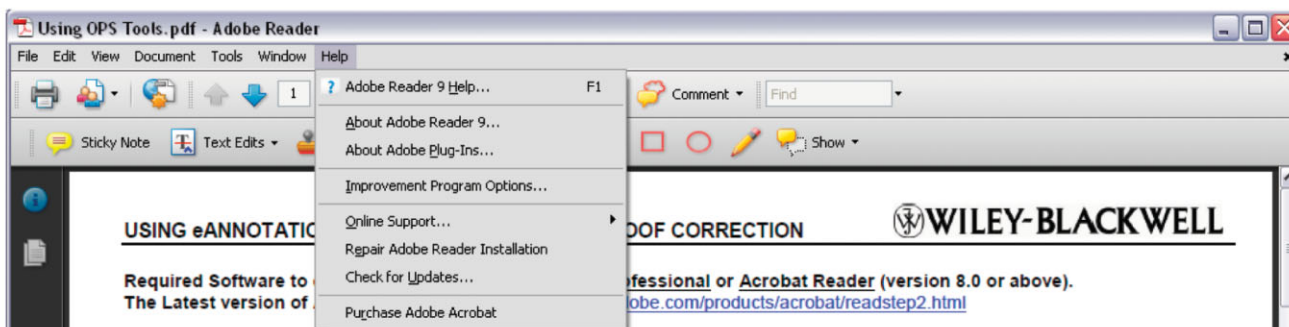 Using OPS Tools.pdf - Adobe Reader
File Edit View Document Tools Window Help
1
? Adobe Reader 9 Help... F1
Comment
Find
About Adobe Reader 9...
Sticky Note
Text Edits
Show
About Adobe Plug-Ins...
Improvement Program Options...
Online Support...
USING eANNOTATIO OOF CORRECTION WILEY-BLACKWELL
Repair Adobe Reader Installation
Check for Updates...
Required Software to ofessional or Acrobat Reader (version 8.0 or above).
The Latest version of obe.com/products/acrobat/readstep2.html
Purchase Adobe Acrobat